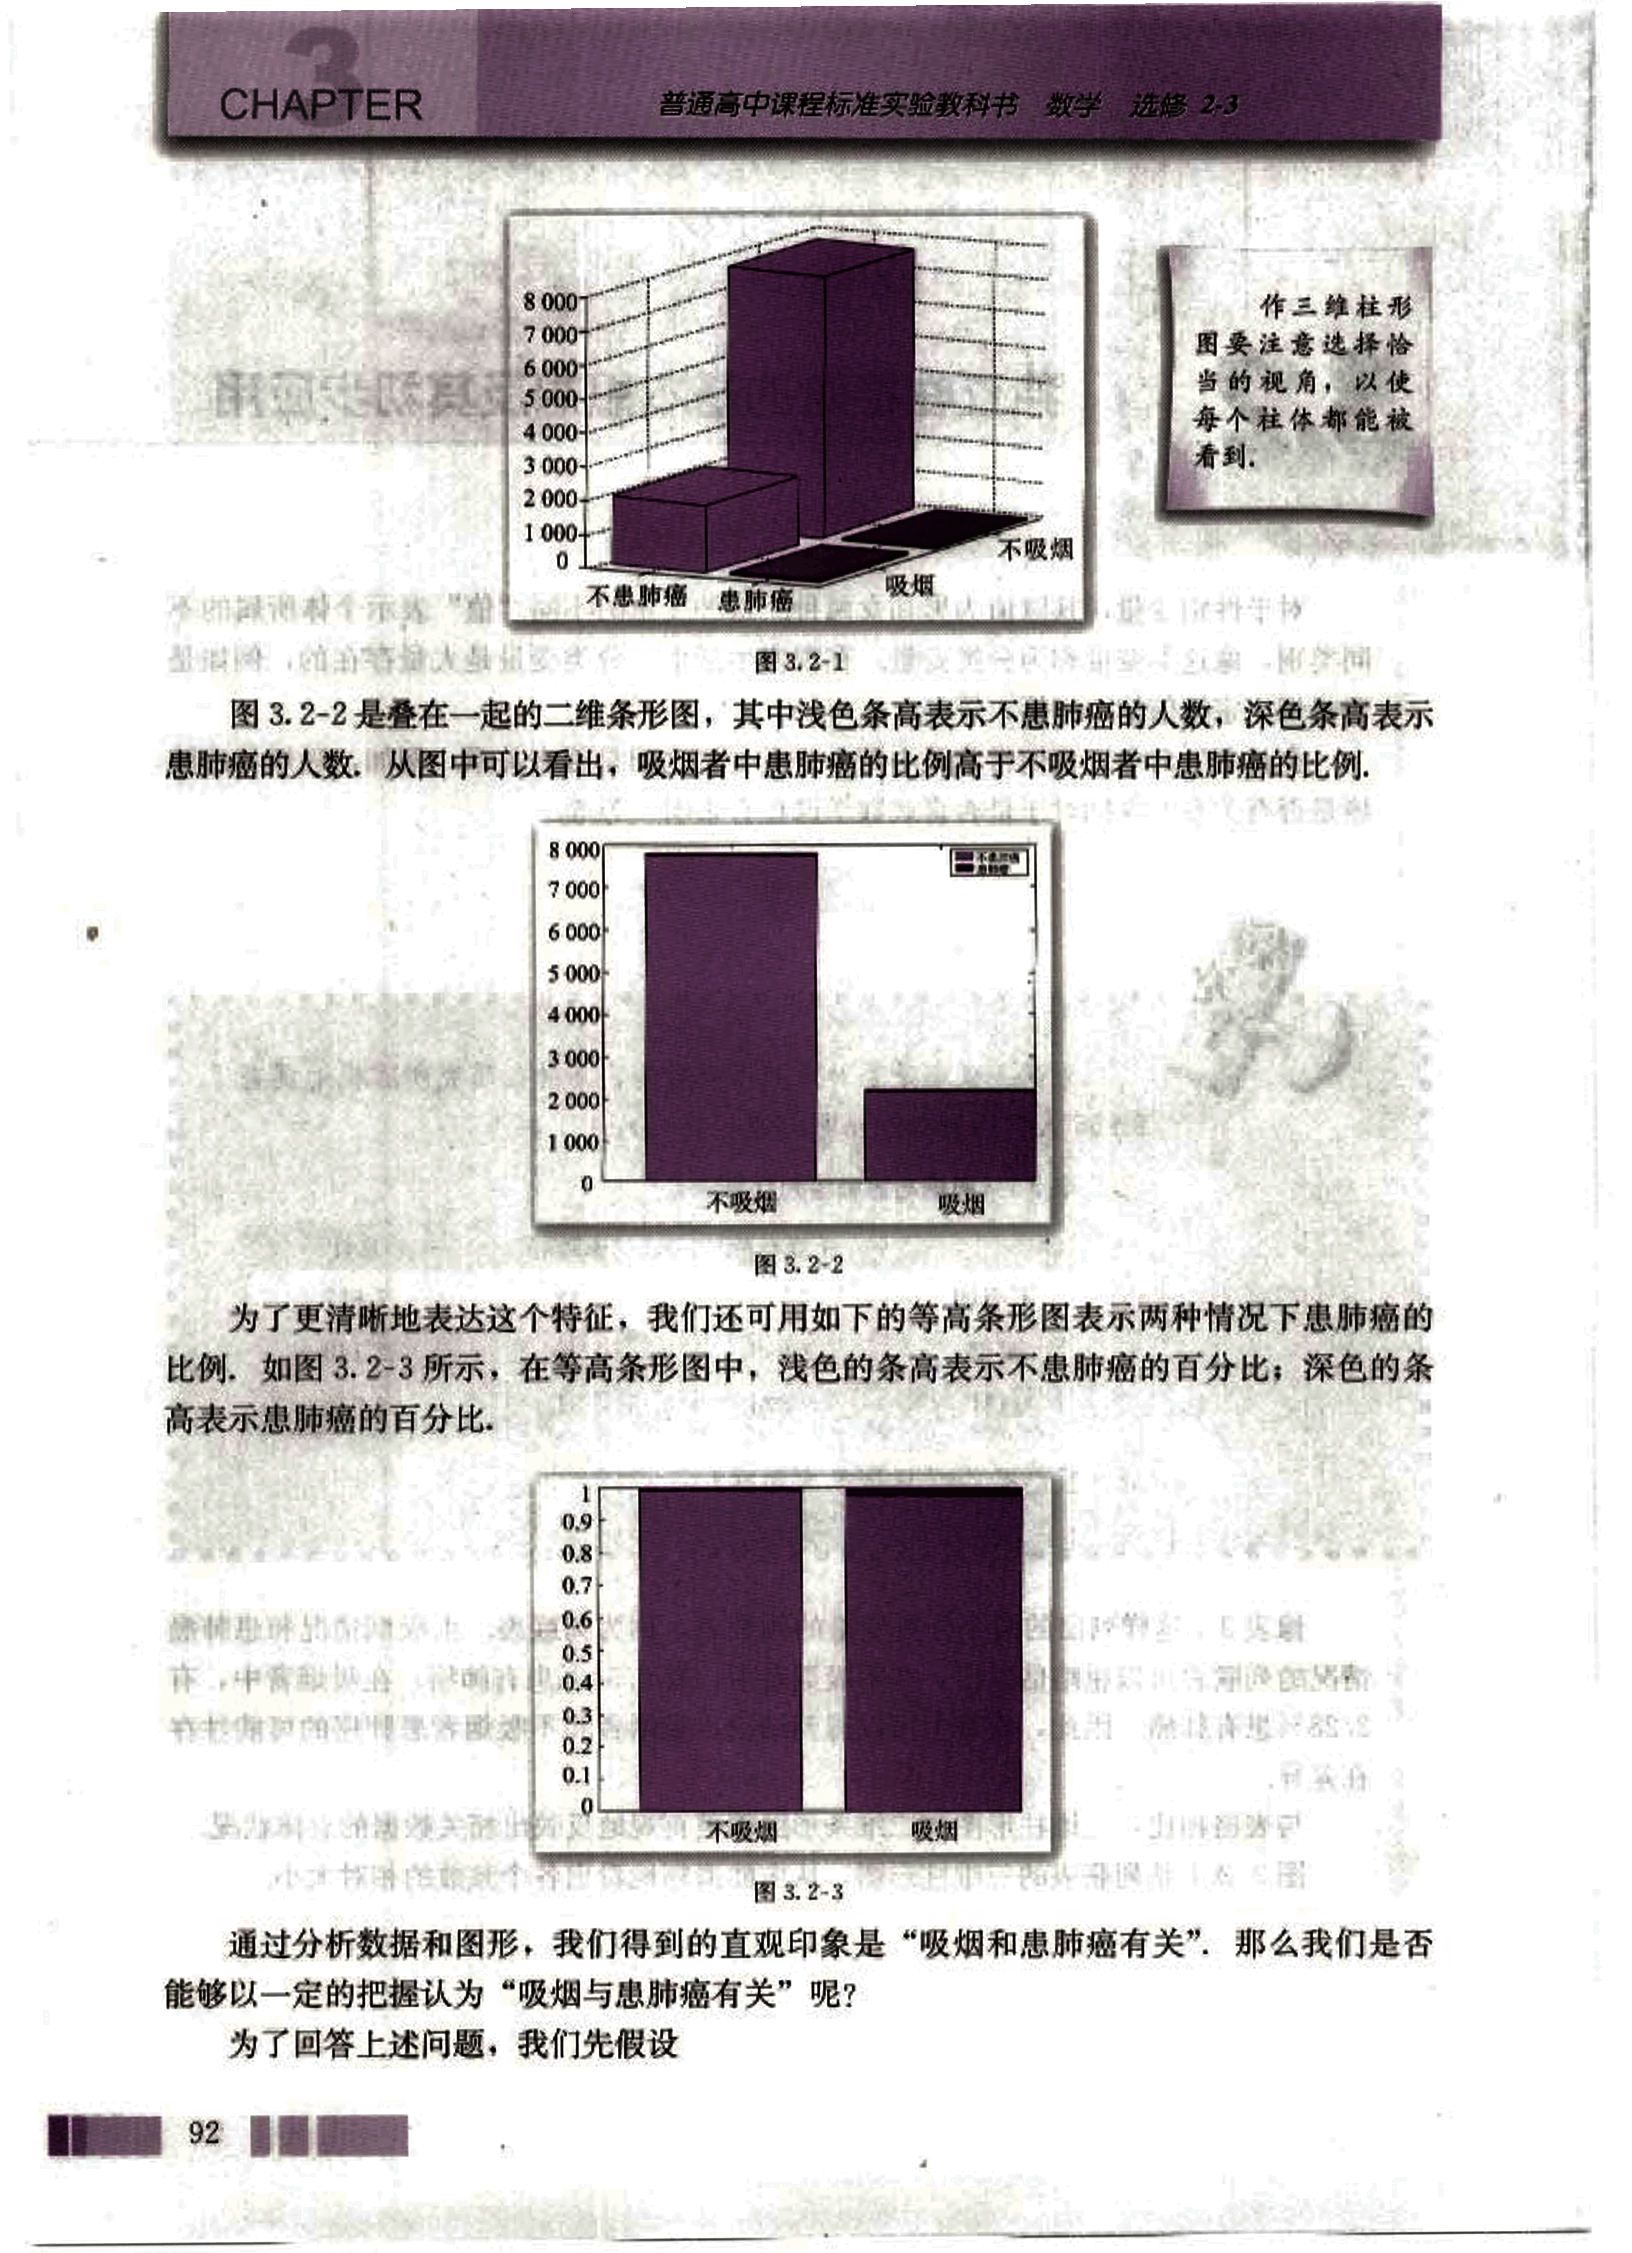 3
CHAPTER
普通高中课程标准实验教科书 数学 选修 2-3
8 000
7 000
6 000
5 000
4 000
3 000
2 000
1 000
0
不患肺癌
患肺癌
吸烟
不吸烟
作三维柱形
图要注意选择恰
当的视角，以使
每个柱体都能被
看到.
图 3.2-1
图 3.2-2 是叠在一起的二维条形图，其中浅色条高表示不患肺癌的人数，深色条高表示
患肺癌的人数. 从图中可以看出，吸烟者中患肺癌的比例高于不吸烟者中患肺癌的比例.
8 000
7 000
6 000
5 000
4 000
3 000
2 000
1 000
0
不患肺癌
患肺癌
不吸烟
吸烟
图 3.2-2
为了更清晰地表达这个特征，我们还可用如下的等高条形图表示两种情况下患肺癌的
比例. 如图 3.2-3 所示，在等高条形图中，浅色的条高表示不患肺癌的百分比；深色的条
高表示患肺癌的百分比.
1
0.9
0.8
0.7
0.6
0.5
0.4
0.3
0.2
0.1
0
不吸烟
吸烟
图 3.2-3
通过分析数据和图形，我们得到的直观印象是“吸烟和患肺癌有关”. 那么我们是否
能够以一定的把握认为“吸烟与患肺癌有关”呢?
为了回答上述问题，我们先假设
92